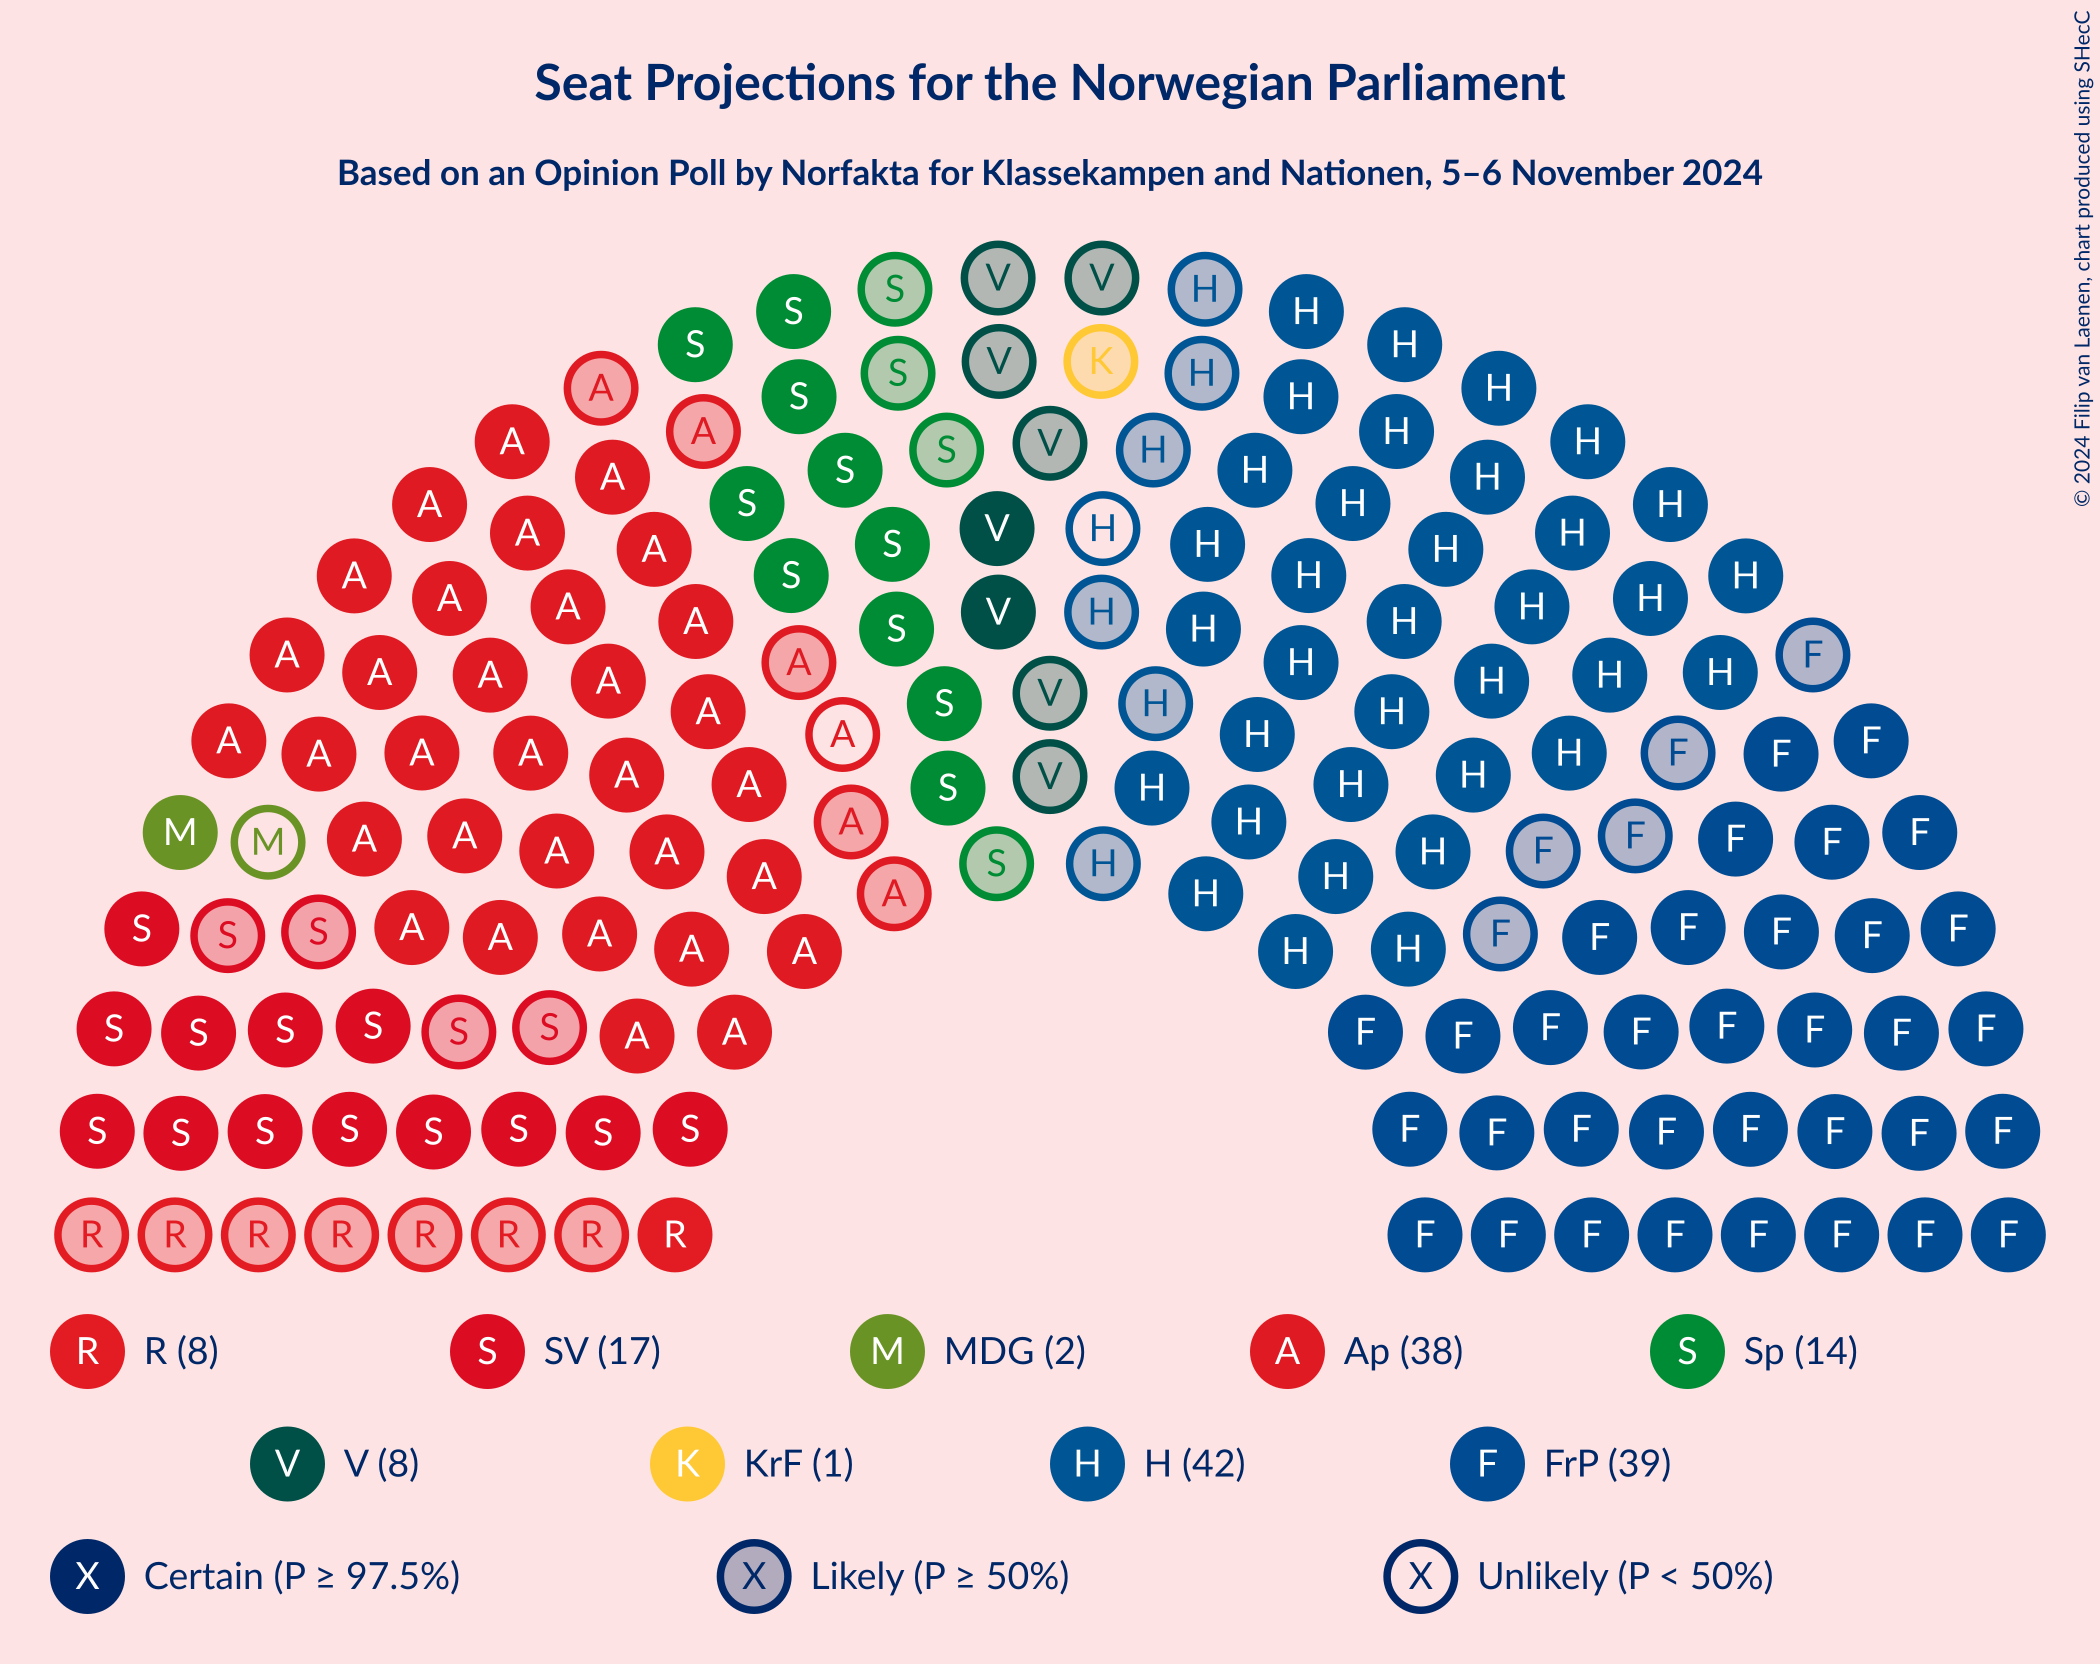 Seat Projections for the Norwegian Parliament
Based on an Opinion Poll by Norfakta for Klassekampen and Nationen, 5–6 November 2024
© 2024 Filip van Laenen, chart produced using SHecC
S V V H
S S H H
S V K H
A S H H
A S S V H H H
A A S H H
A S S V H H H H
A A S H H H
A A S S V H H H H H
A A A S H H H H
A A A S S V H H H H H H
A A A A S V H H H H H F
A A A A A A S V H H H H H F F F
M M A A A A A A S H H H H F F F F F
S S S A A A A A A H H H F F F F F F
S S S S S S A A F F F F F F F F
S S S S S S S S F F F F F F F F
R R R R R R R R F F F F F F F F
R R (8) S SV (17) M MDG (2) A Ap (38) S Sp (14)
V V (8) K KrF (1) H H (42) F FrP (39)
X Certain (P ≥ 97.5%) X Likely (P ≥ 50%) X Unlikely (P < 50%)